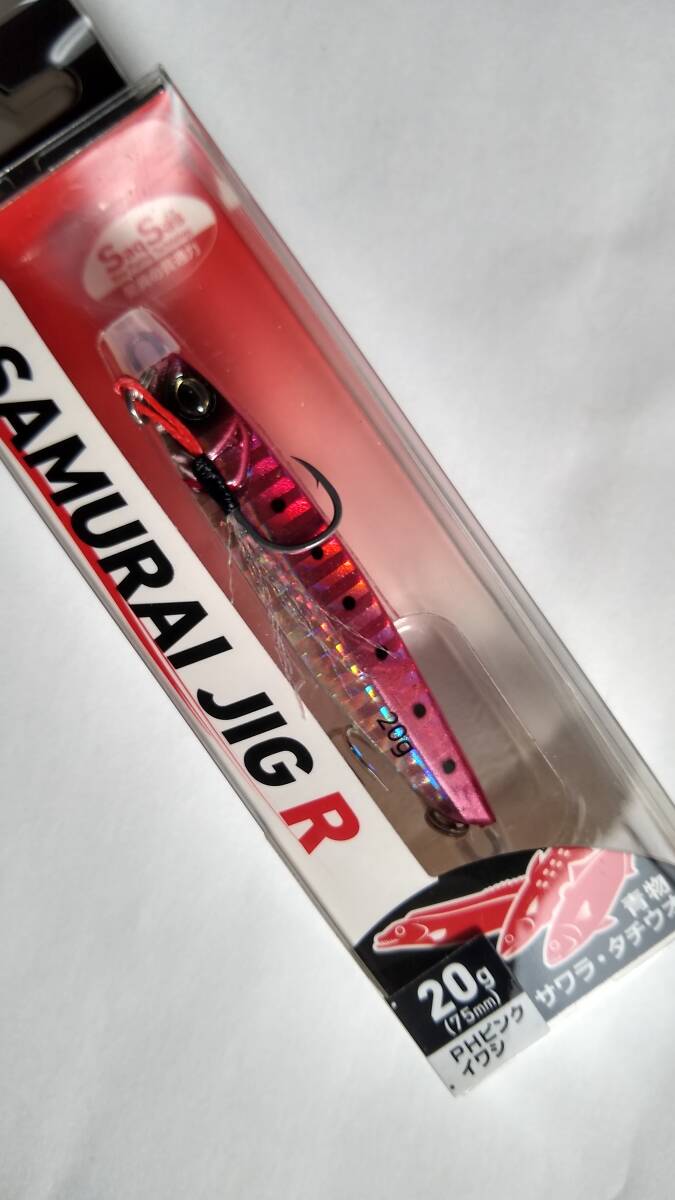 SAMURAI JIG R
20g
青物
サワラ・タチウオ
20g
(75mm)
PHピンク
イワシ